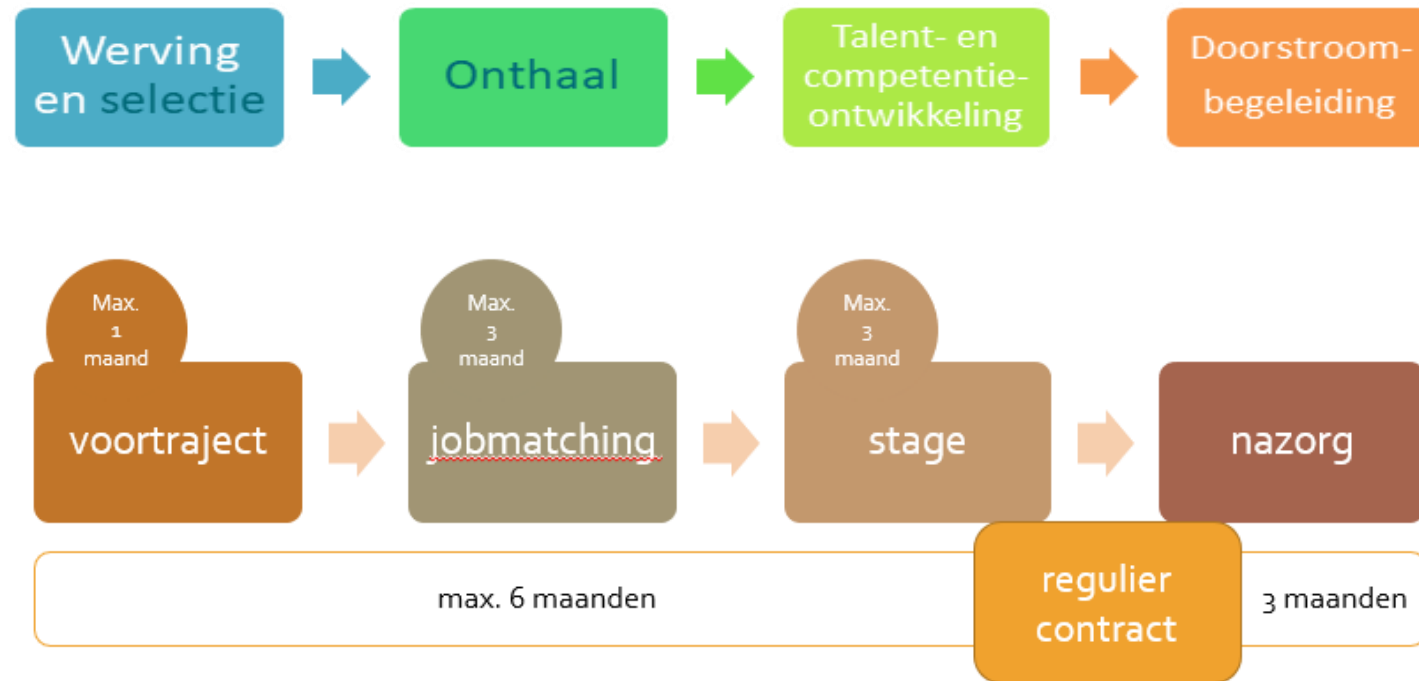 Werving
en selectie
Onthaal
Talent- en
competentie-
ontwikkeling
Doorstroom-
begeleiding
Max.
1
maand
voortraject
Max.
3
maand
jobmatching
Max.
3
maand
stage
nazorg
max. 6 maanden
regulier
contract
3 maanden